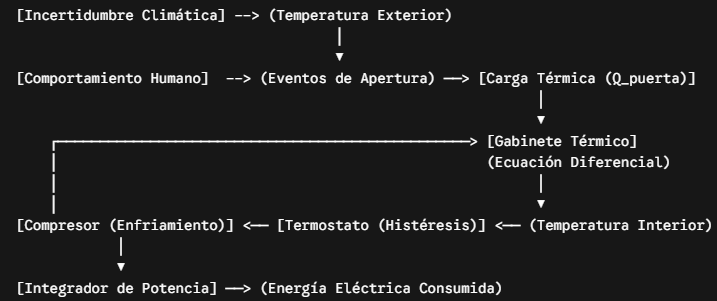 [Incertidumbre Climática] --> (Temperatura Exterior)
[Comportamiento Humano] --> (Eventos de Apertura) ──> [Carga Térmica (Q_puerta)]
[Gabinete Térmico]
(Ecuación Diferencial)
[Compresor (Enfriamiento)] <── [Termostato (Histéresis)] <── (Temperatura Interior)
[Integrador de Potencia] ──> (Energía Eléctrica Consumida)